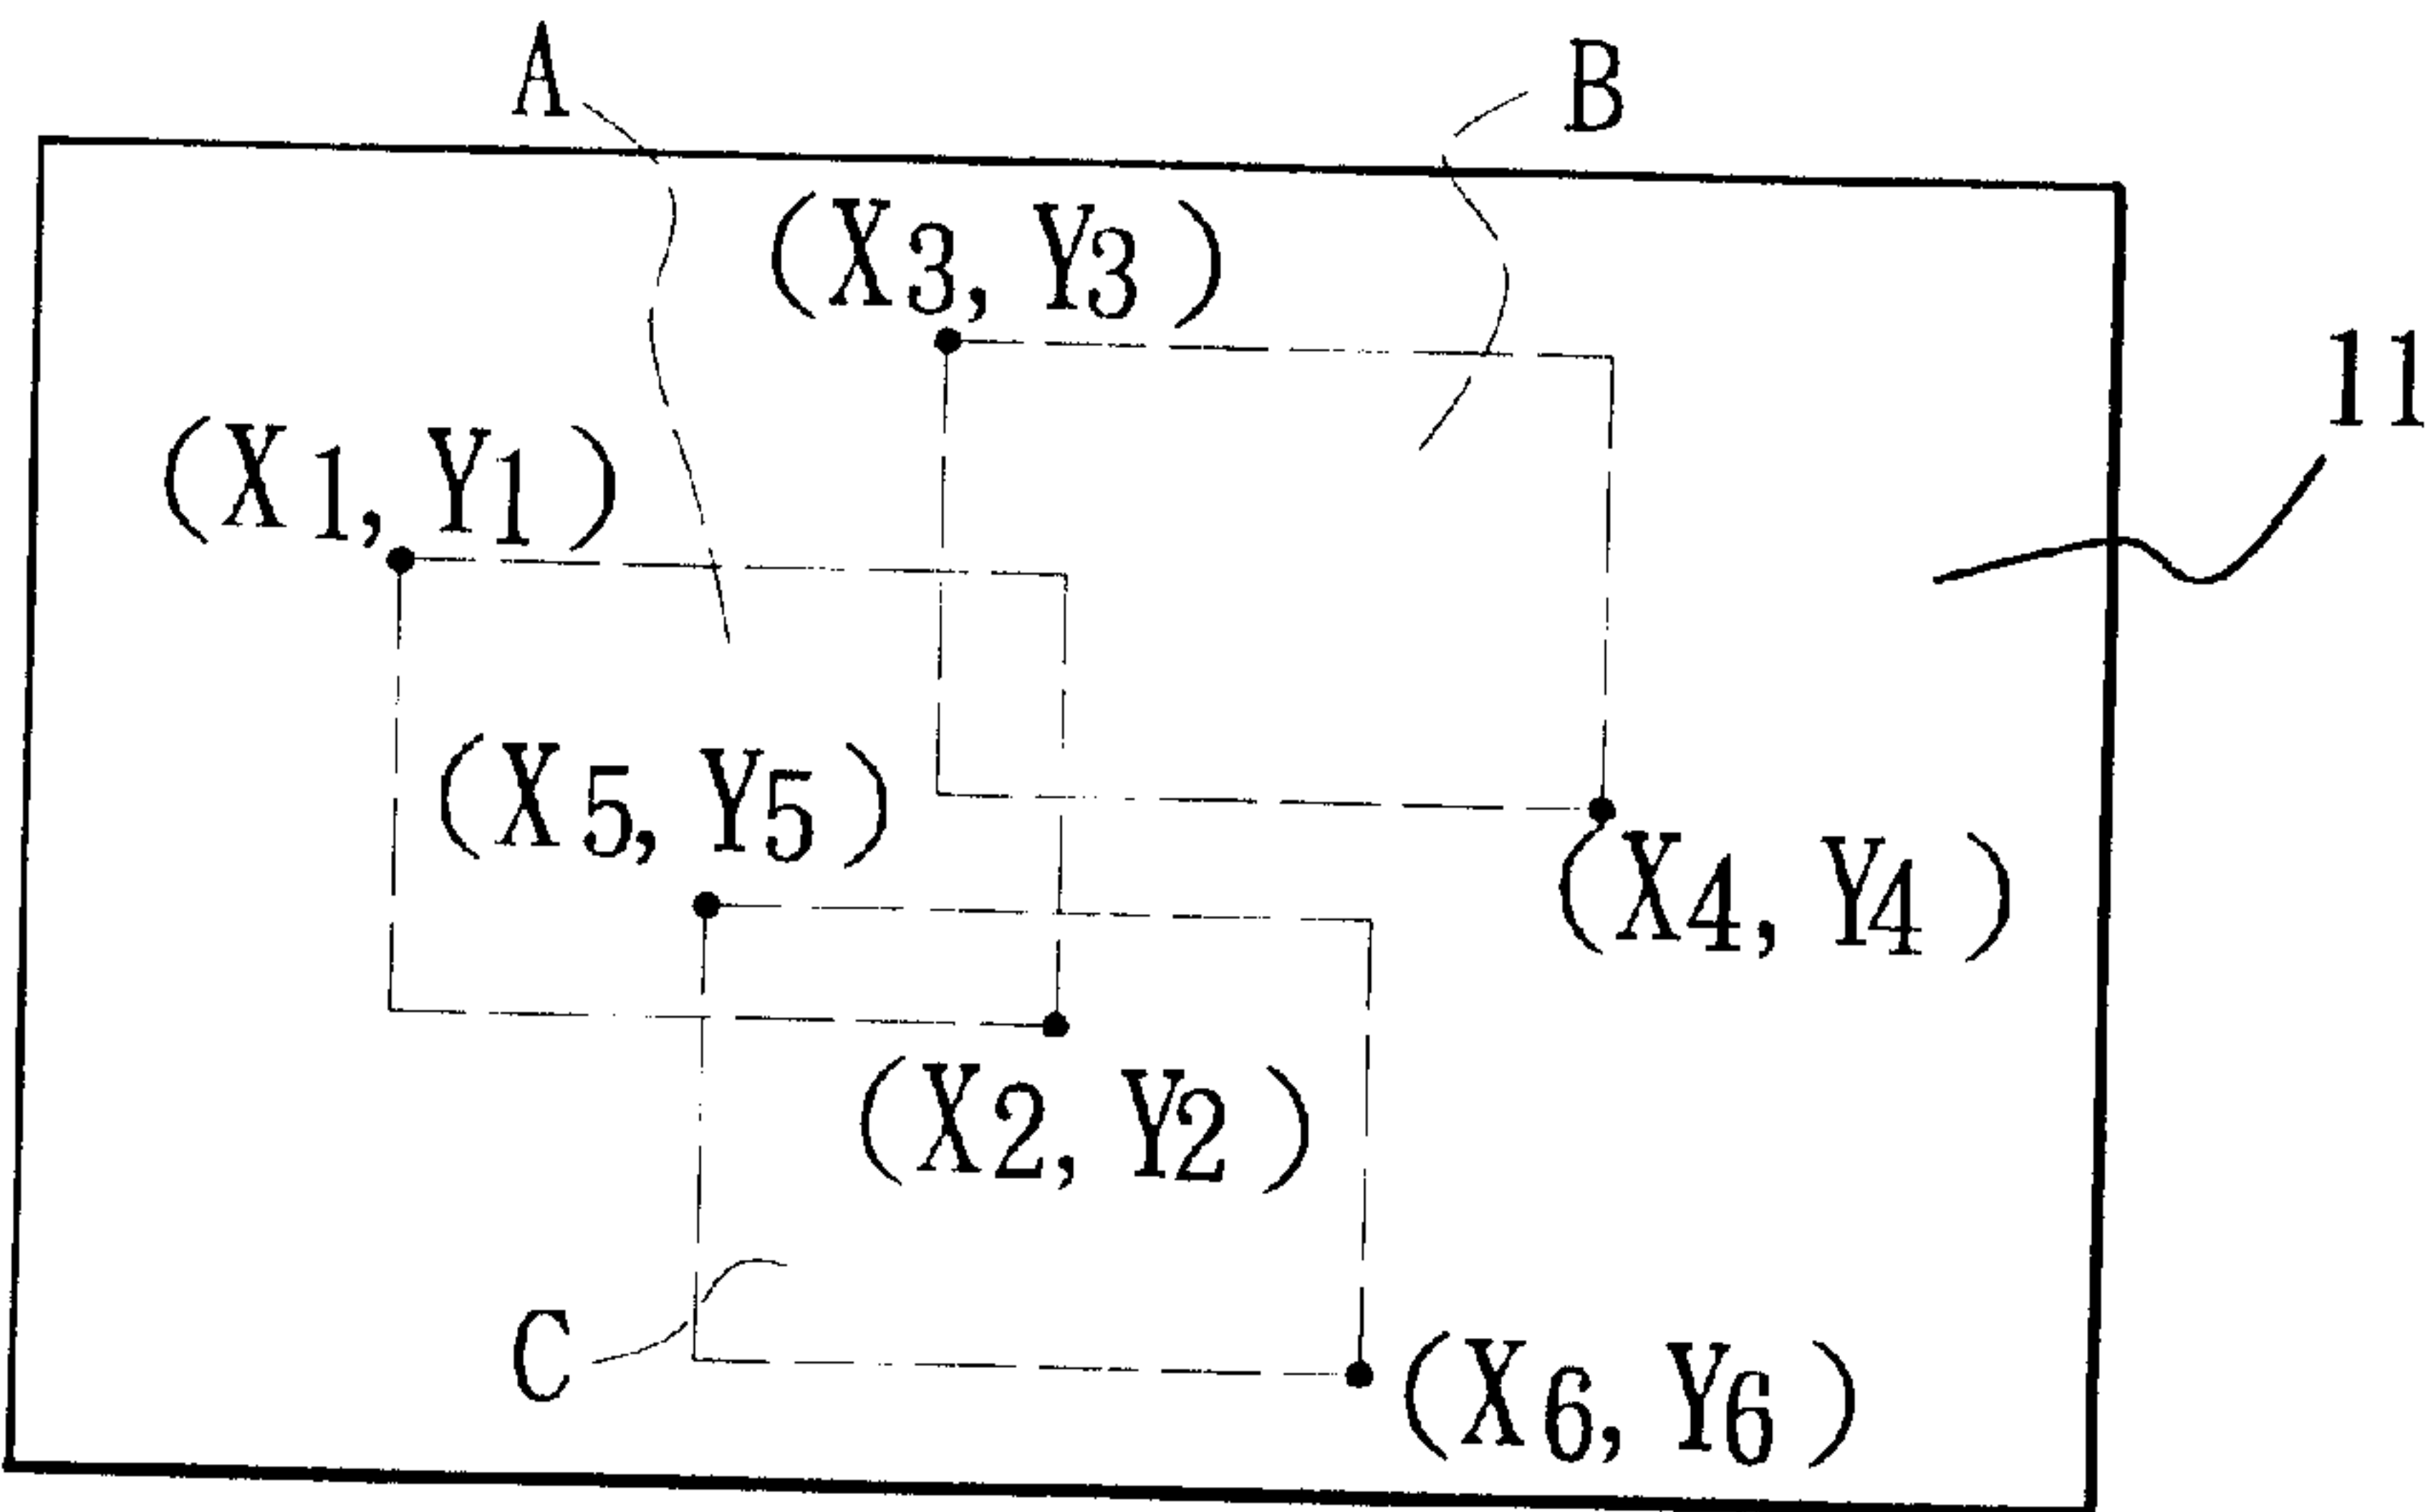 A
B
(X3, Y3)
11
(X1, Y1)
(X5, Y5)
(X4, Y4)
(X2, Y2)
C
(X6, Y6)